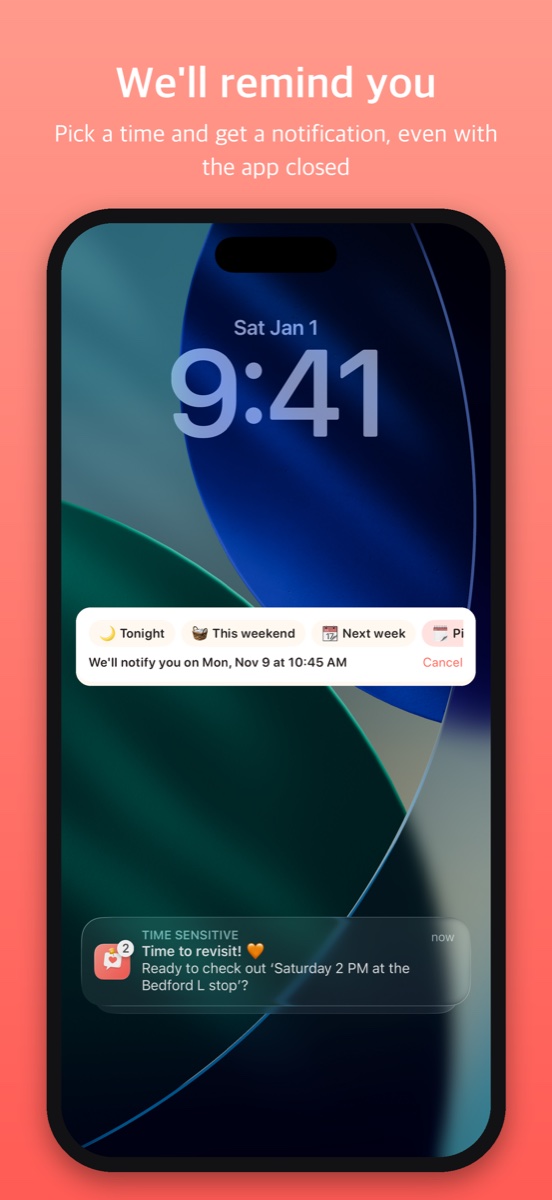 We'll remind you
Pick a time and get a notification, even with
the app closed
Sat Jan 1
9:41
Tonight
This weekend
Next week
Pi
We'll notify you on Mon, Nov 9 at 10:45 AM
Cancel
2
TIME SENSITIVE
now
Time to revisit! 🧡
Ready to check out ‘Saturday 2 PM at the
Bedford L stop’?